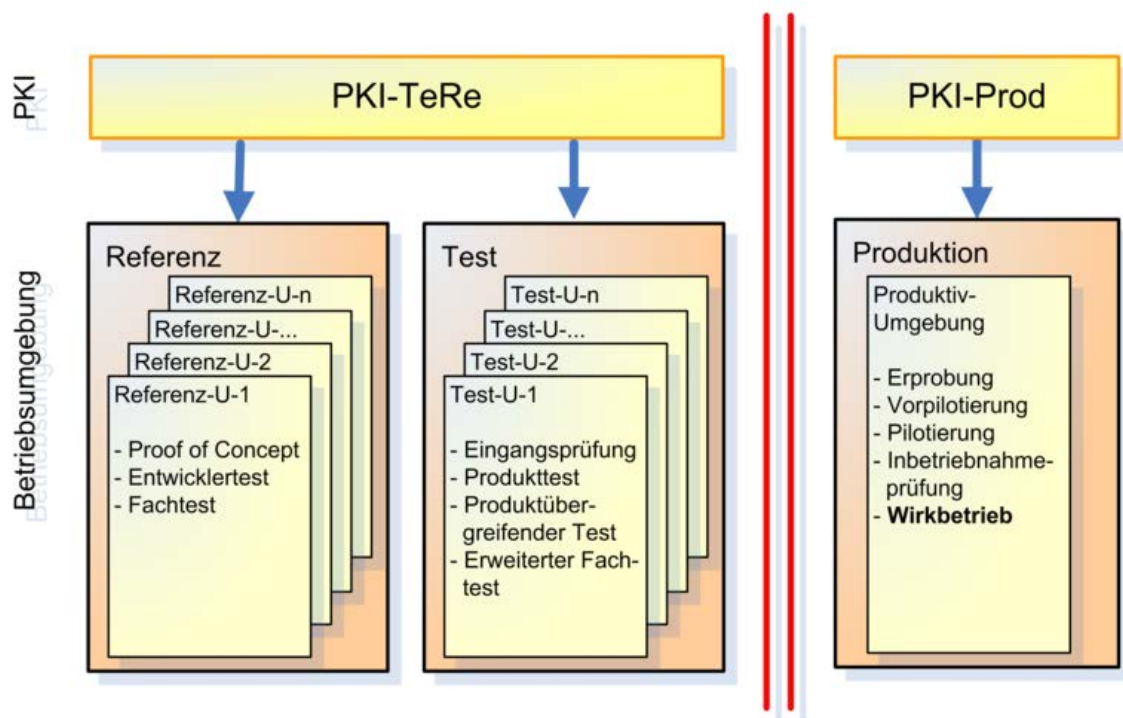 PKI
PKI-TeRe
PKI-Prod
Betriebsumgebung
Referenz
Referenz-U-n
Referenz-U-...
Referenz-U-2
Referenz-U-1
- Proof of Concept
- Entwicklertest
- Fachtest
Test
Test-U-n
Test-U-...
Test-U-2
Test-U-1
- Eingangsprüfung
- Produkttest
- Produktüber-
greifender Test
- Erweiterter Fach-
test
Produktion
Produktiv-
Umgebung
- Erprobung
- Vorpilotierung
- Pilotierung
- Inbetriebnahme-
prüfung
- Wirkbetrieb